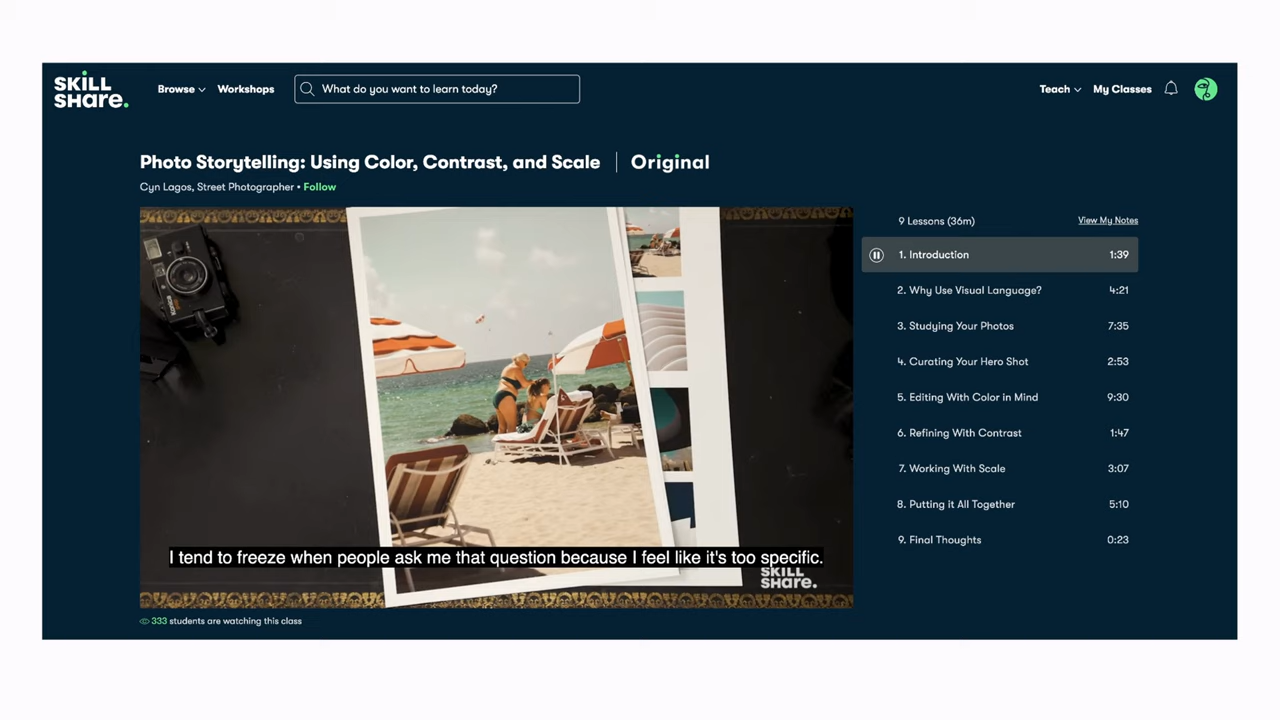 SKILL
SHARE.
Browse
Workshops
What do you want to learn today?
Teach
My Classes
Photo Storytelling: Using Color, Contrast, and Scale
Original
Cyn Lagos, Street Photographer • Follow
9 Lessons (36m)
View My Notes
1. Introduction 1:39
2. Why Use Visual Language? 4:21
3. Studying Your Photos 7:35
4. Curating Your Hero Shot 2:53
5. Editing With Color in Mind 9:30
6. Refining With Contrast 1:47
7. Working With Scale 3:07
8. Putting it All Together 5:10
9. Final Thoughts 0:23
I tend to freeze when people ask me that question because I feel like it's too specific.
SKILL
SHARE.
333 students are watching this class